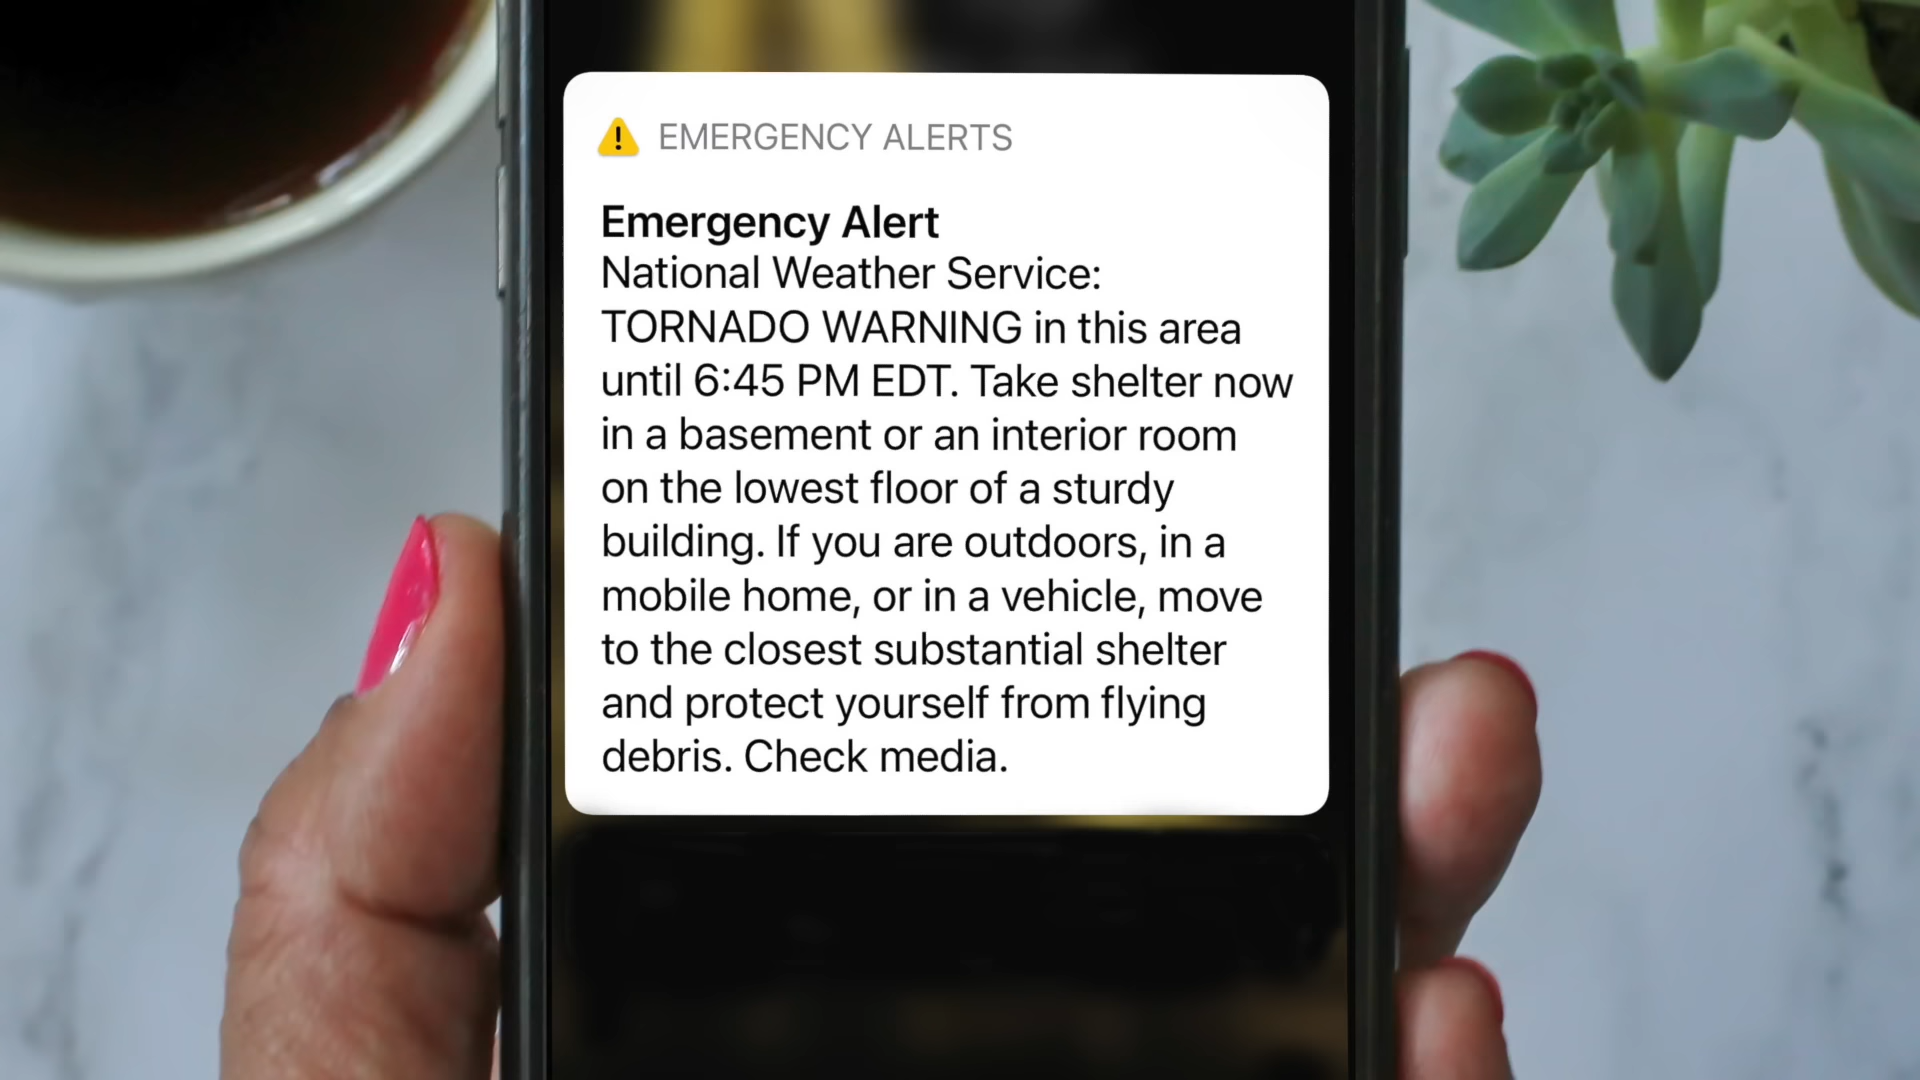 EMERGENCY ALERTS
Emergency Alert
National Weather Service:
TORNADO WARNING in this area
until 6:45 PM EDT. Take shelter now
in a basement or an interior room
on the lowest floor of a sturdy
building. If you are outdoors, in a
mobile home, or in a vehicle, move
to the closest substantial shelter
and protect yourself from flying
debris. Check media.